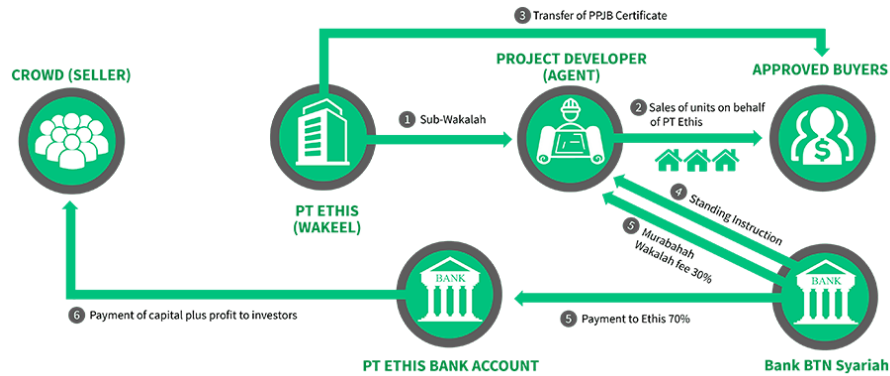 3 Transfer of PPJB Certificate
CROWD (SELLER)
PROJECT DEVELOPER
(AGENT)
APPROVED BUYERS
1 Sub-Wakalah
2 Sales of units on behalf
of PT Ethis
PT ETHIS
(WAKEEL)
4 Standing Instruction
5 Murabahah
Wakalah fee 30%
BANK
BANK
6 Payment of capital plus profit to investors
5 Payment to Ethis 70%
PT ETHIS BANK ACCOUNT
Bank BTN Syariah
$